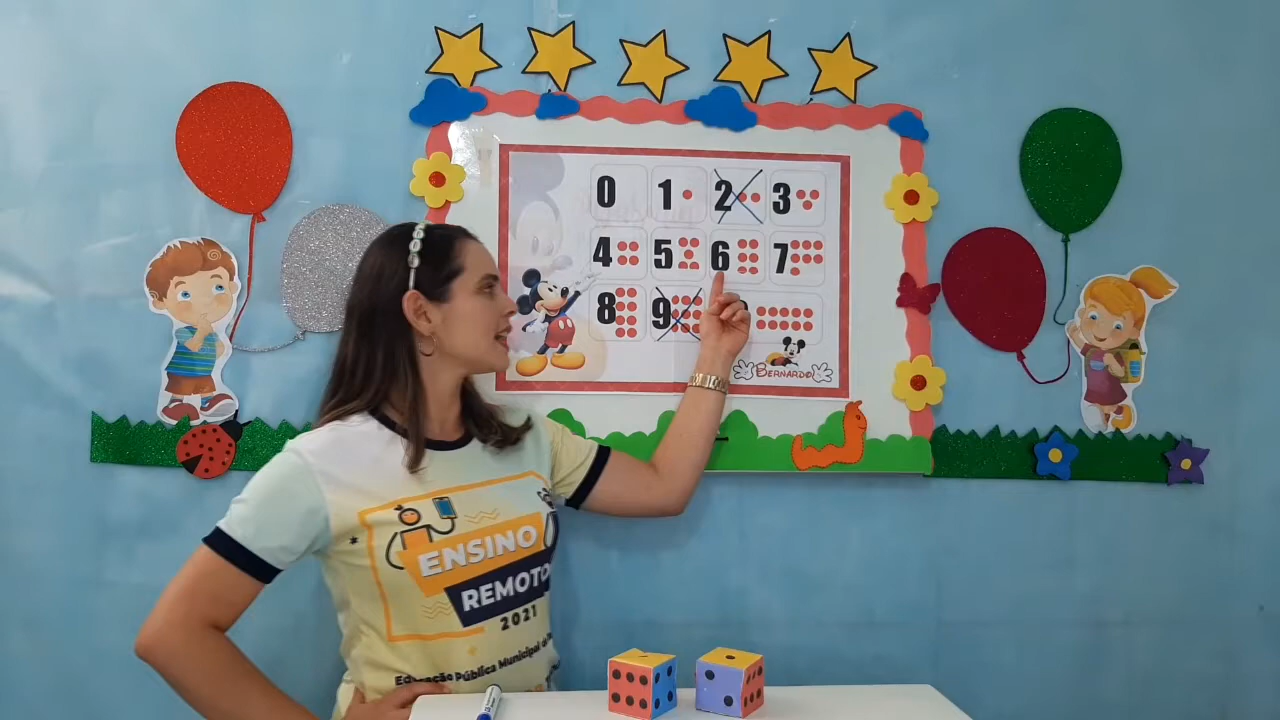 0 1 2 3
4 5 6 7
8 9
BERNARDO
ENSINO
REMOTO
2021
Educação Pública Municipal